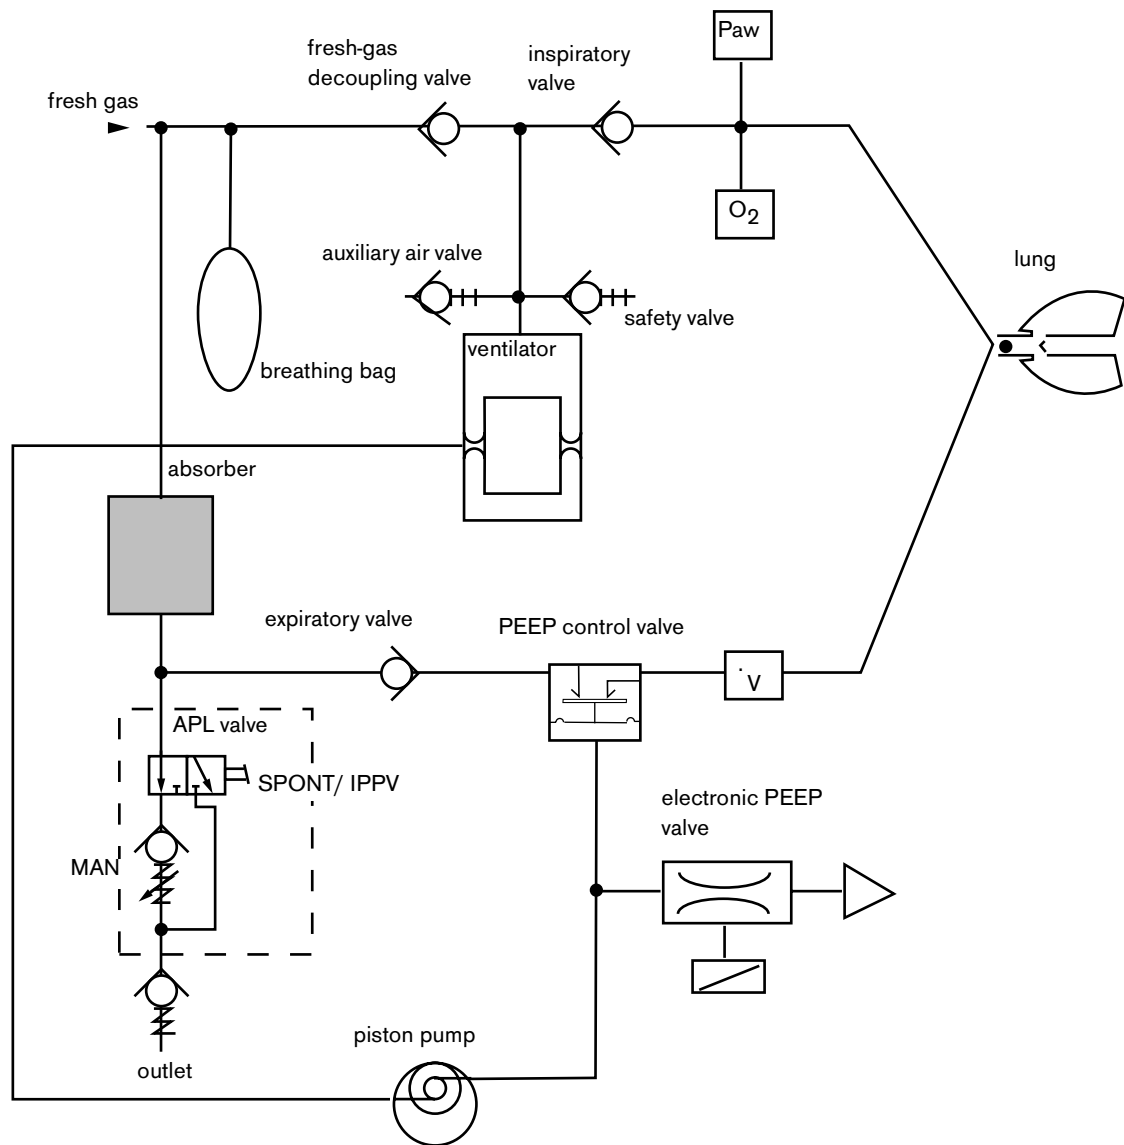 Paw
fresh-gas
decoupling valve
inspiratory
valve
fresh gas
O2
auxiliary air valve
lung
safety valve
ventilator
breathing bag
absorber
expiratory valve
PEEP control valve
V̇
APL valve
SPONT/ IPPV
electronic PEEP
valve
MAN
piston pump
outlet